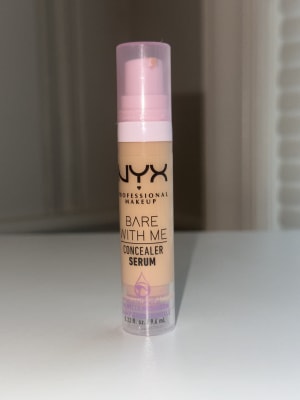 NYX
PROFESSIONAL
MAKEUP
BARE
WITH ME
CONCEALER
SERUM